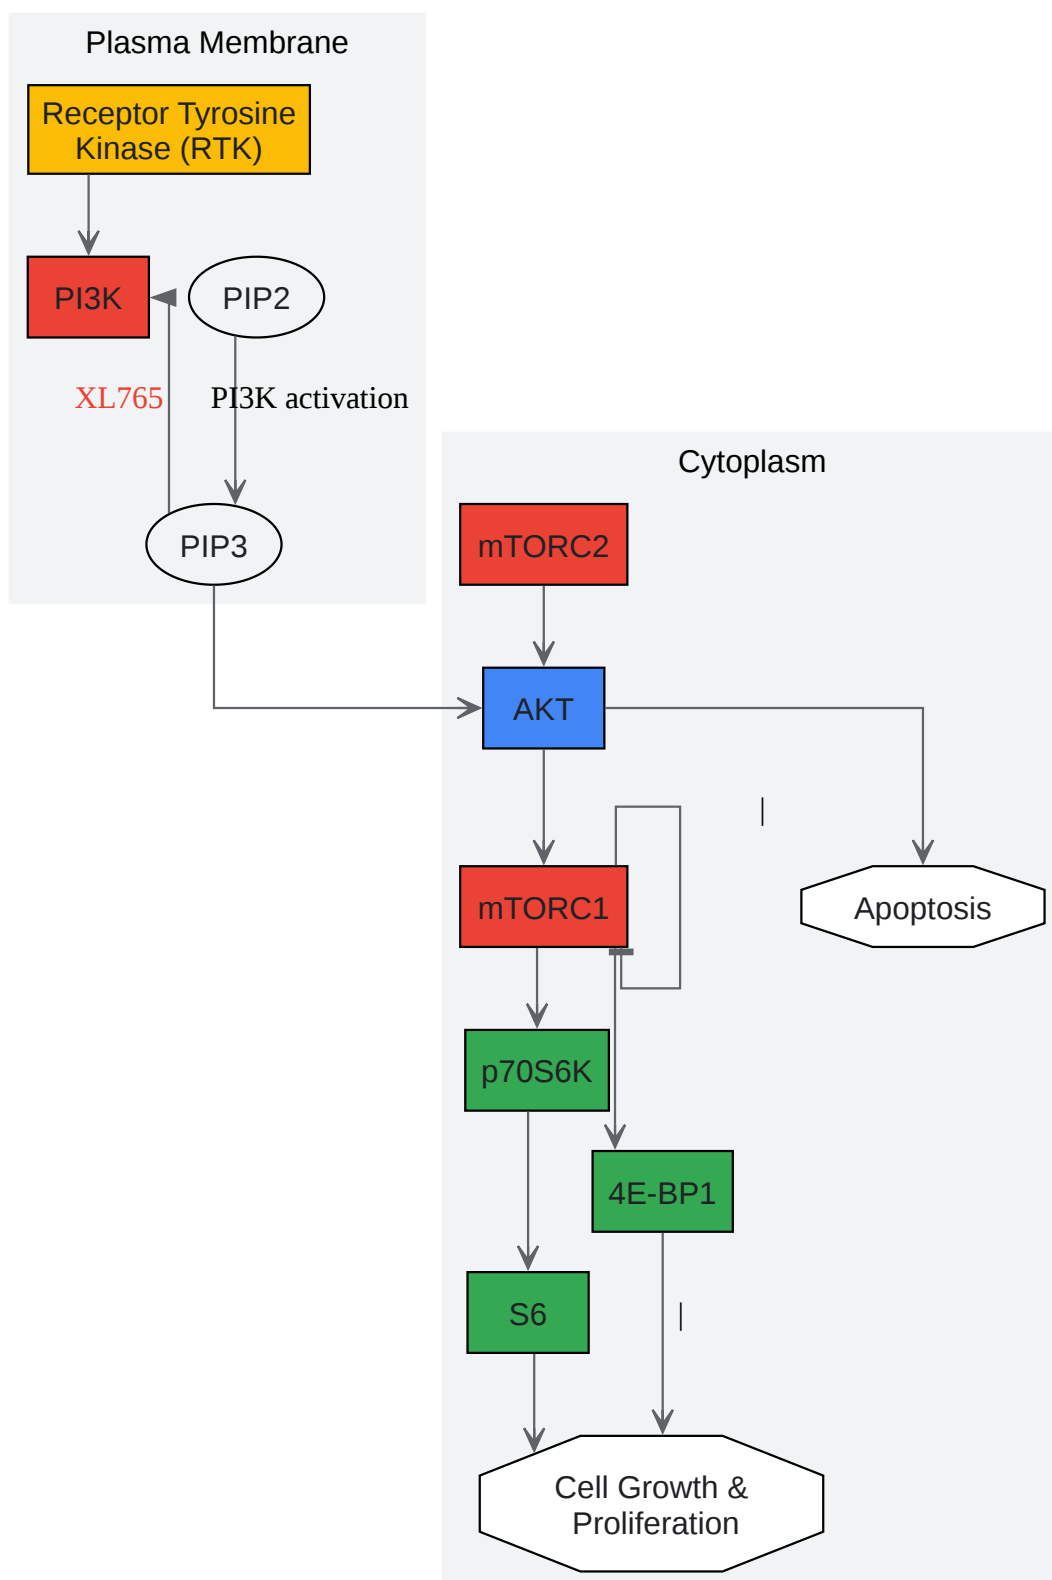 Plasma Membrane
Receptor Tyrosine
Kinase (RTK)
PI3K
PIP2
XL765
PI3K activation
PIP3
Cytoplasm
mTORC2
AKT
|
mTORC1
Apoptosis
p70S6K
4E-BP1
S6
|
Cell Growth &
Proliferation